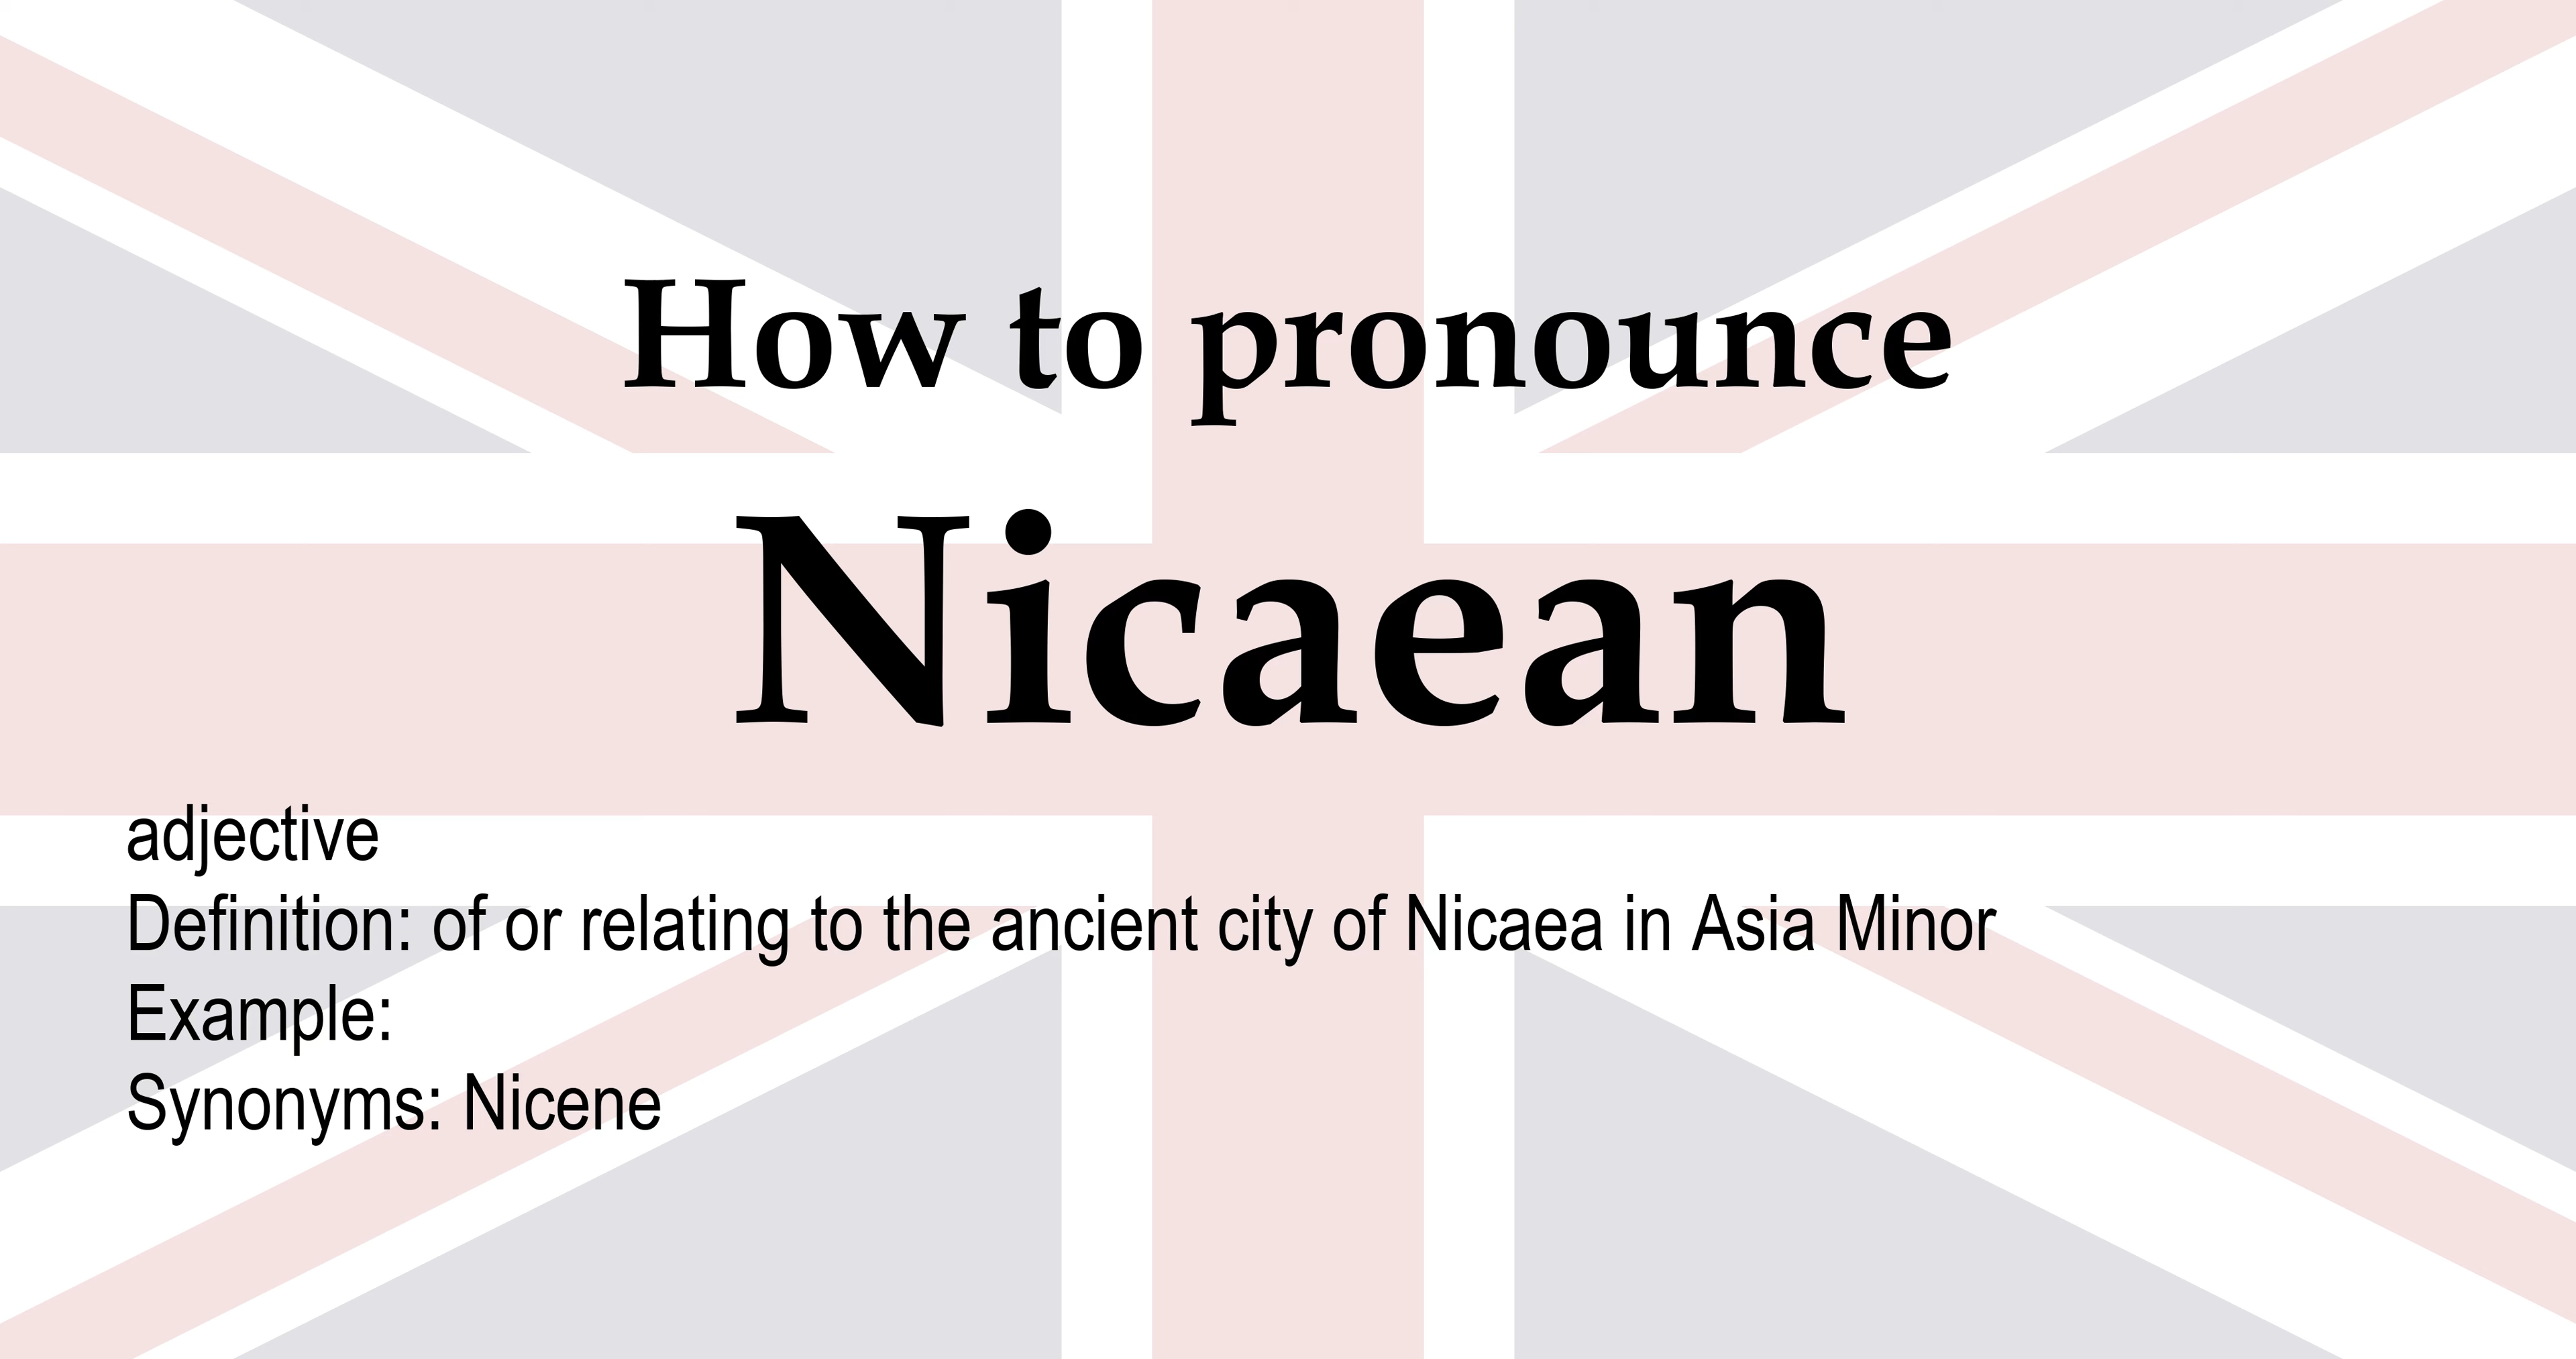 How to pronounce
Nicaean
adjective
Definition: of or relating to the ancient city of Nicaea in Asia Minor
Example:
Synonyms: Nicene